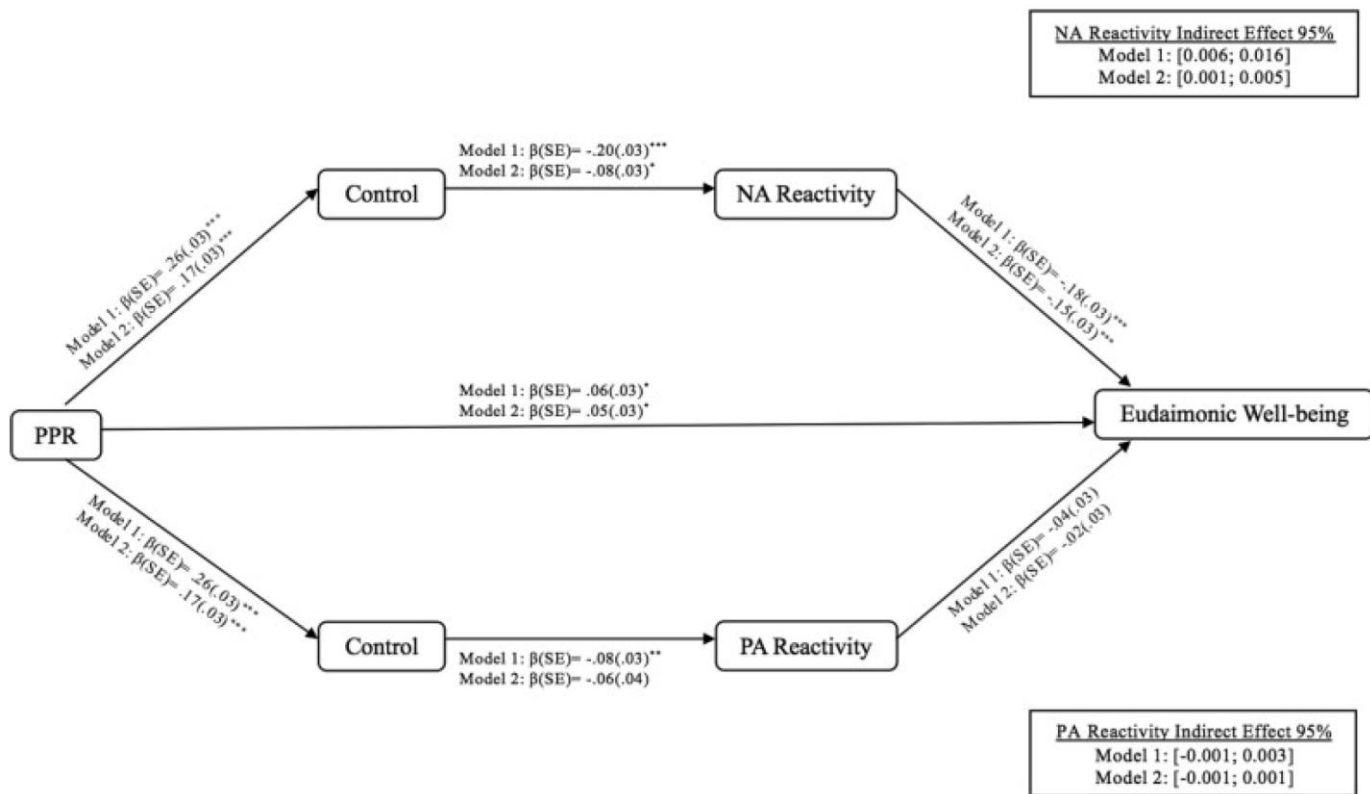 NA Reactivity Indirect Effect 95%
Model 1: [0.006; 0.016]
Model 2: [0.001; 0.005]
Model 1: β(SE)= -.20(.03)***
Model 2: β(SE)= -.08(.03)*
Control
NA Reactivity
Model 1: β(SE)= .26(.03)***
Model 2: β(SE)= .17(.03)***
Model 1: β(SE)= -.18(.03)***
Model 2: β(SE)= -.15(.03)***
Model 1: β(SE)= .06(.03)*
Model 2: β(SE)= .05(.03)*
PPR
Eudaimonic Well-being
Model 1: β(SE)= .26(.03)***
Model 2: β(SE)= .17(.03)***
Model 1: β(SE)= -.04(.03)
Model 2: β(SE)= -.02(.03)
Control
PA Reactivity
Model 1: β(SE)= -.08(.03)**
Model 2: β(SE)= -.06(.04)
PA Reactivity Indirect Effect 95%
Model 1: [-0.001; 0.003]
Model 2: [-0.001; 0.001]